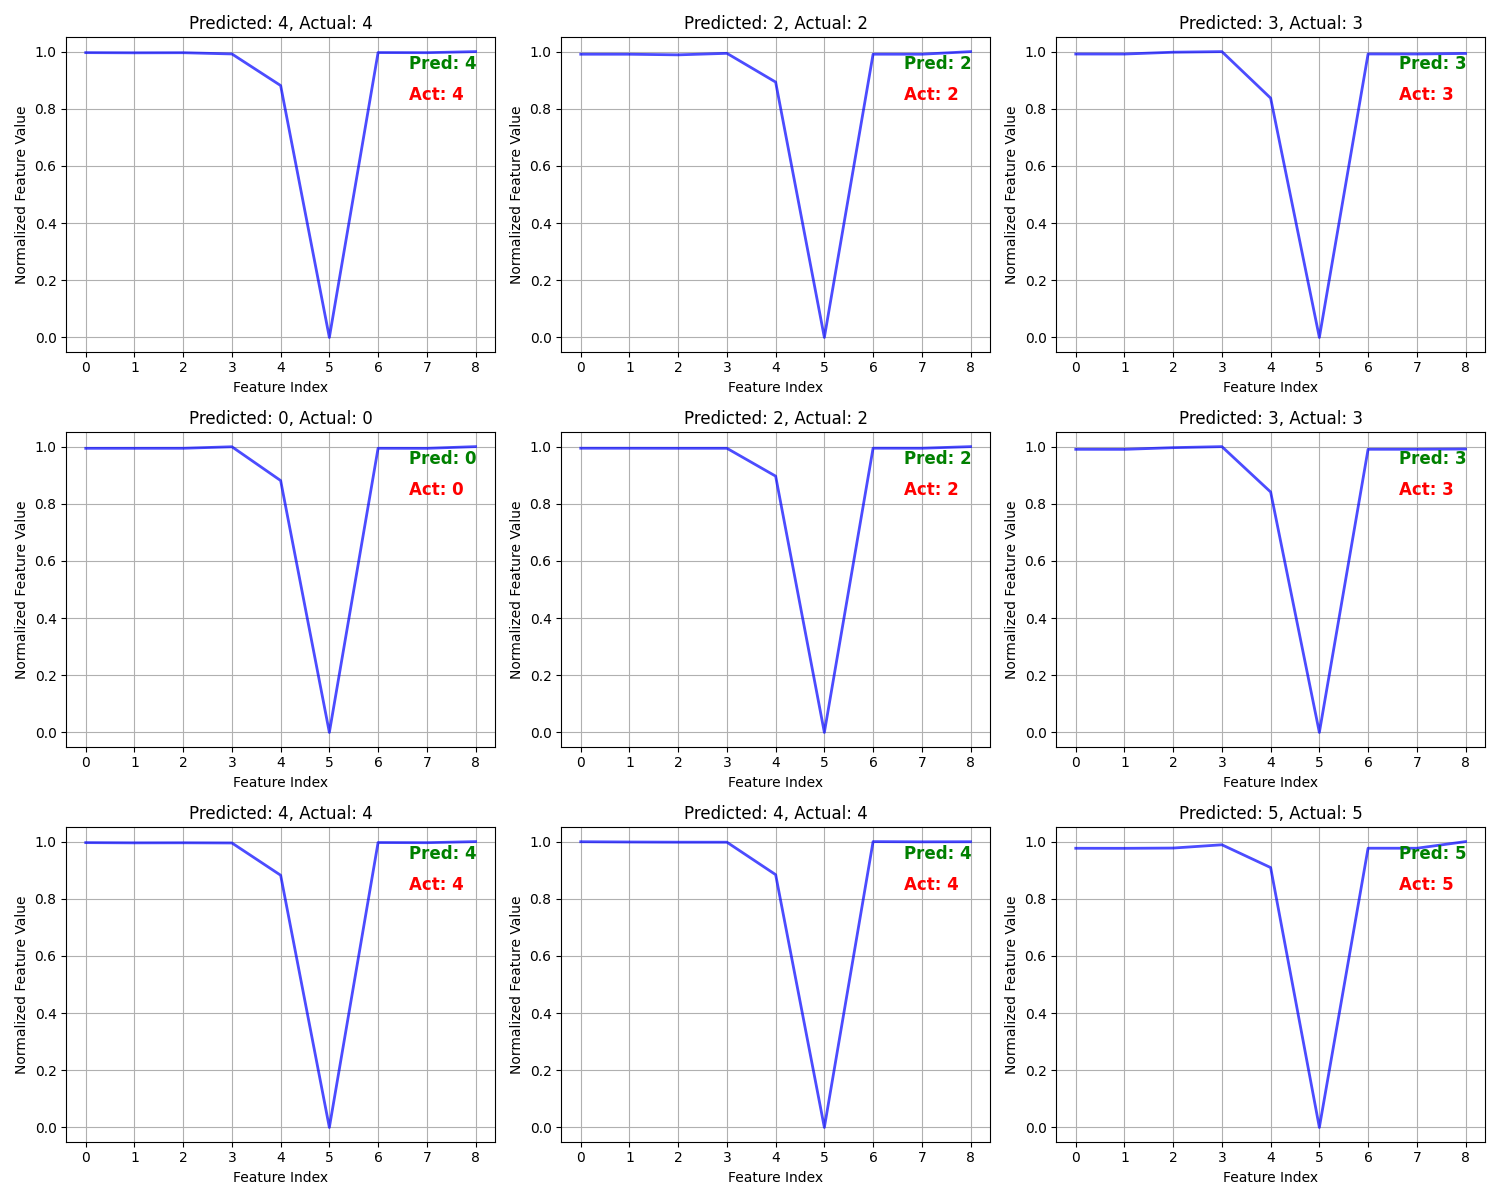 Predicted: 4, Actual: 4
Normalized Feature Value
1.0
0.8
0.6
0.4
0.2
0.0
Pred: 4
Act: 4
0 1 2 3 4 5 6 7 8
Feature Index
Predicted: 2, Actual: 2
Normalized Feature Value
1.0
0.8
0.6
0.4
0.2
0.0
Pred: 2
Act: 2
0 1 2 3 4 5 6 7 8
Feature Index
Predicted: 3, Actual: 3
Normalized Feature Value
1.0
0.8
0.6
0.4
0.2
0.0
Pred: 3
Act: 3
0 1 2 3 4 5 6 7 8
Feature Index
Predicted: 0, Actual: 0
Normalized Feature Value
1.0
0.8
0.6
0.4
0.2
0.0
Pred: 0
Act: 0
0 1 2 3 4 5 6 7 8
Feature Index
Predicted: 2, Actual: 2
Normalized Feature Value
1.0
0.8
0.6
0.4
0.2
0.0
Pred: 2
Act: 2
0 1 2 3 4 5 6 7 8
Feature Index
Predicted: 3, Actual: 3
Normalized Feature Value
1.0
0.8
0.6
0.4
0.2
0.0
Pred: 3
Act: 3
0 1 2 3 4 5 6 7 8
Feature Index
Predicted: 4, Actual: 4
Normalized Feature Value
1.0
0.8
0.6
0.4
0.2
0.0
Pred: 4
Act: 4
0 1 2 3 4 5 6 7 8
Feature Index
Predicted: 4, Actual: 4
Normalized Feature Value
1.0
0.8
0.6
0.4
0.2
0.0
Pred: 4
Act: 4
0 1 2 3 4 5 6 7 8
Feature Index
Predicted: 5, Actual: 5
Normalized Feature Value
1.0
0.8
0.6
0.4
0.2
0.0
Pred: 5
Act: 5
0 1 2 3 4 5 6 7 8
Feature Index